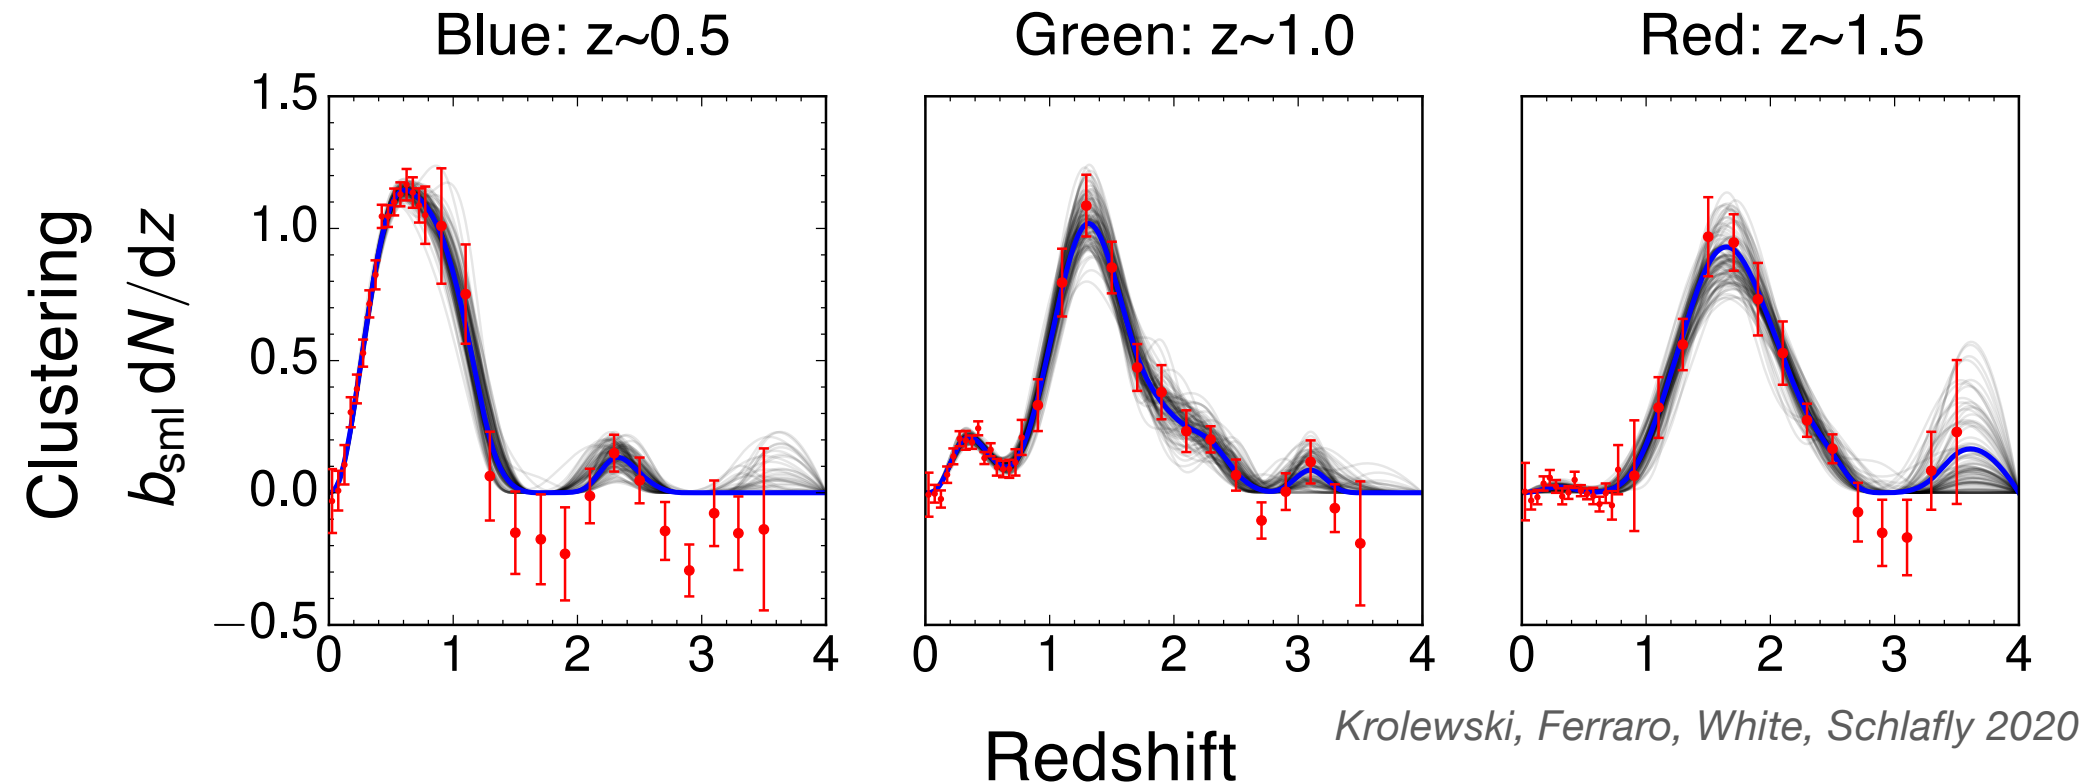 Blue: z~0.5
Green: z~1.0
Red: z~1.5
Clustering
b_sml dN/dz
1.5
1.0
0.5
0.0
−0.5
0 1 2 3 4
0 1 2 3 4
0 1 2 3 4
Redshift
Krolewski, Ferraro, White, Schlafly 2020